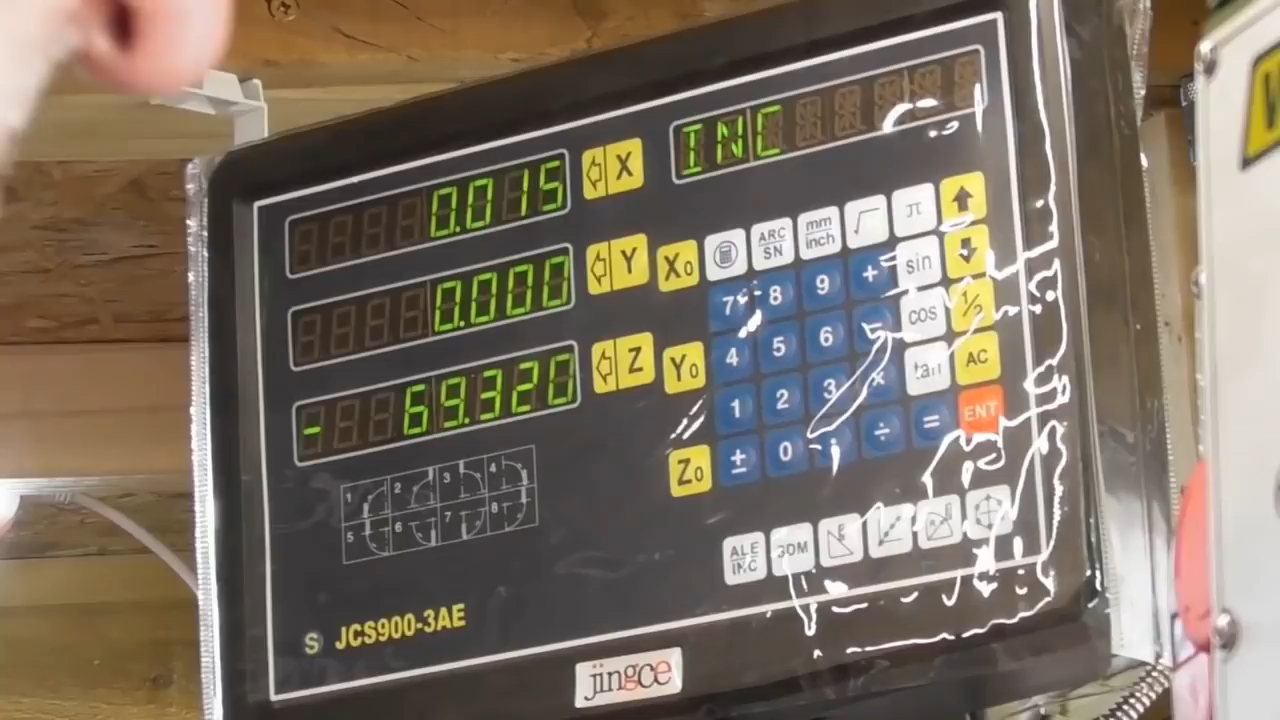 0.015
X
INC
0.000
Y
X0
ARC
SN
mm
inch
√
π
7 8 9 + sin
- 69.320
Z
Y0
4 5 6 cos 1/2
1 2 3 × tan AC
Z0
± 0 . ÷ = ENT
1 2 3 4
5 6 7 8
ALE
INC
BDM
S JCS900-3AE
jingce